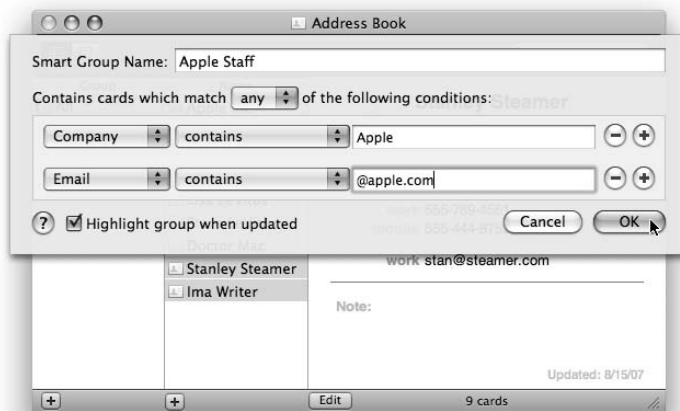 Address Book
Smart Group Name: Apple Staff
Contains cards which match any of the following conditions:
Company contains Apple
Email contains @apple.com
? Highlight group when updated Cancel OK
Doctor Mac
Stanley Steamer work stan@steamer.com
Ima Writer
Note:
Updated: 8/15/07
Edit 9 cards